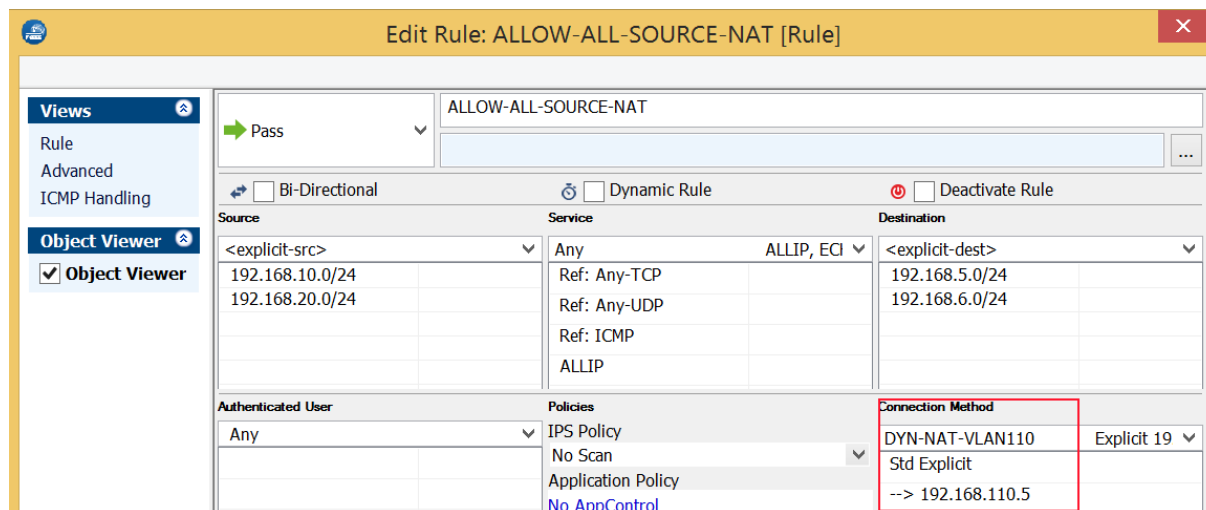 Edit Rule: ALLOW-ALL-SOURCE-NAT [Rule]
Views
Rule
Advanced
ICMP Handling
Object Viewer
Object Viewer
Pass
ALLOW-ALL-SOURCE-NAT
...
Bi-Directional
Dynamic Rule
Deactivate Rule
Source
Service
Destination
<explicit-src>
Any ALLIP, ECI
<explicit-dest>
192.168.10.0/24
Ref: Any-TCP
192.168.5.0/24
192.168.20.0/24
Ref: Any-UDP
192.168.6.0/24
Ref: ICMP
ALLIP
Authenticated User
Policies
Connection Method
Any
IPS Policy
DYN-NAT-VLAN110 Explicit 19
No Scan
Std Explicit
Application Policy
--> 192.168.110.5
No AppControl